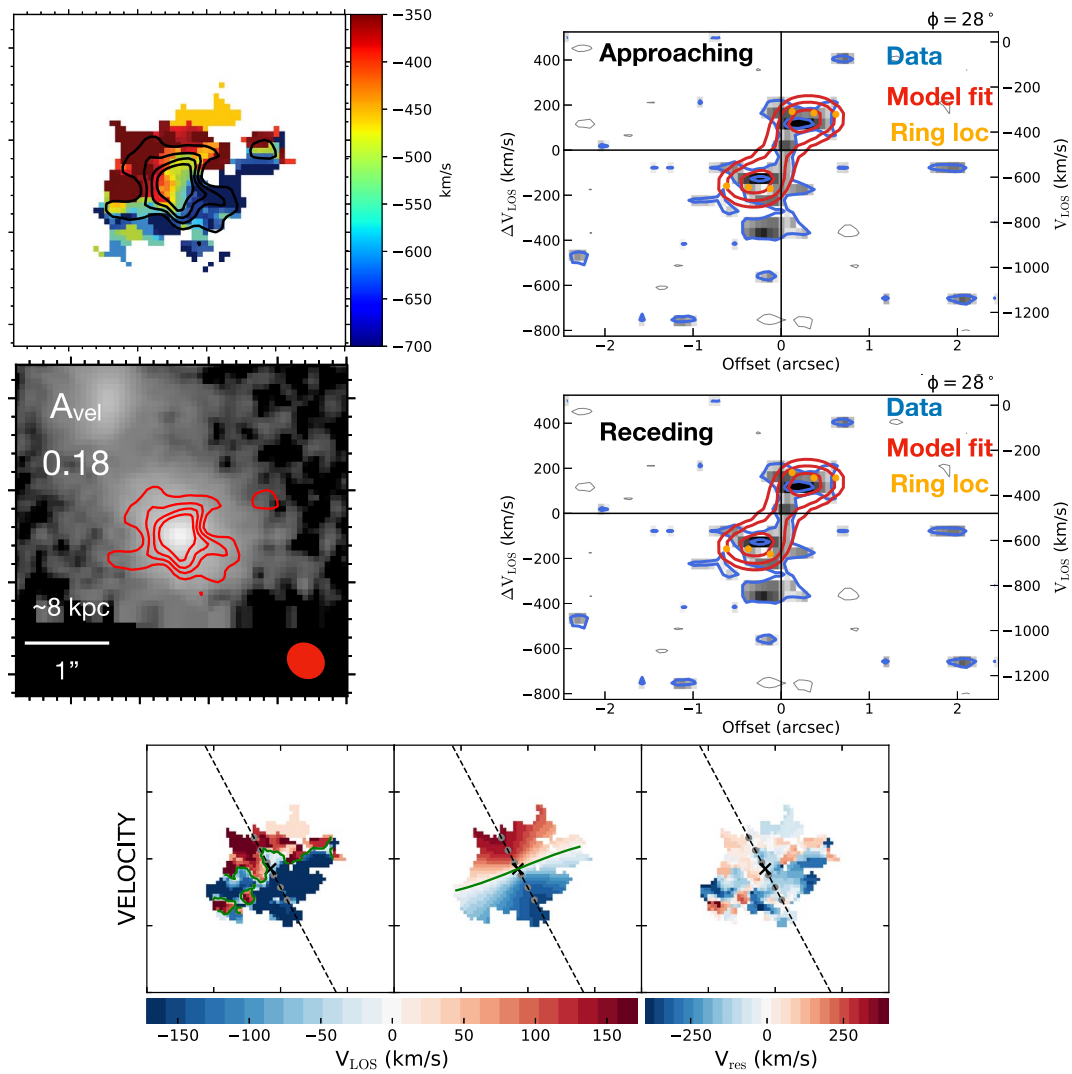 −350
−400
−450
−500
−550
−600
−650
−700
km/s
ϕ = 28°
Approaching
Data
Model fit
Ring loc
400
200
0
−200
−400
−600
−800
ΔV_LOS (km/s)
0
−200
−400
−600
−800
−1000
−1200
V_LOS (km/s)
−2
−1
0
1
2
Offset (arcsec)
A_vel
0.18
~8 kpc
1”
ϕ = 28°
Receding
Data
Model fit
Ring loc
400
200
0
−200
−400
−600
−800
ΔV_LOS (km/s)
0
−200
−400
−600
−800
−1000
−1200
V_LOS (km/s)
−2
−1
0
1
2
Offset (arcsec)
VELOCITY
−150
−100
−50
0
50
100
150
V_LOS (km/s)
−250
0
250
V_res (km/s)